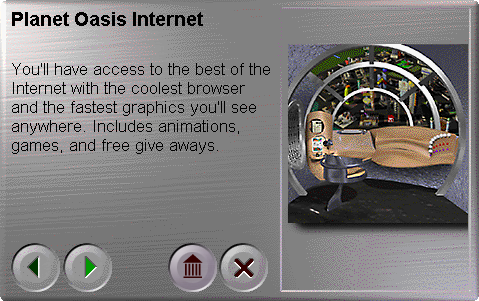 Planet Oasis Internet
You'll have access to the best of the
Internet with the coolest browser
and the fastest graphics you'll see
anywhere. Includes animations,
games, and free give aways.